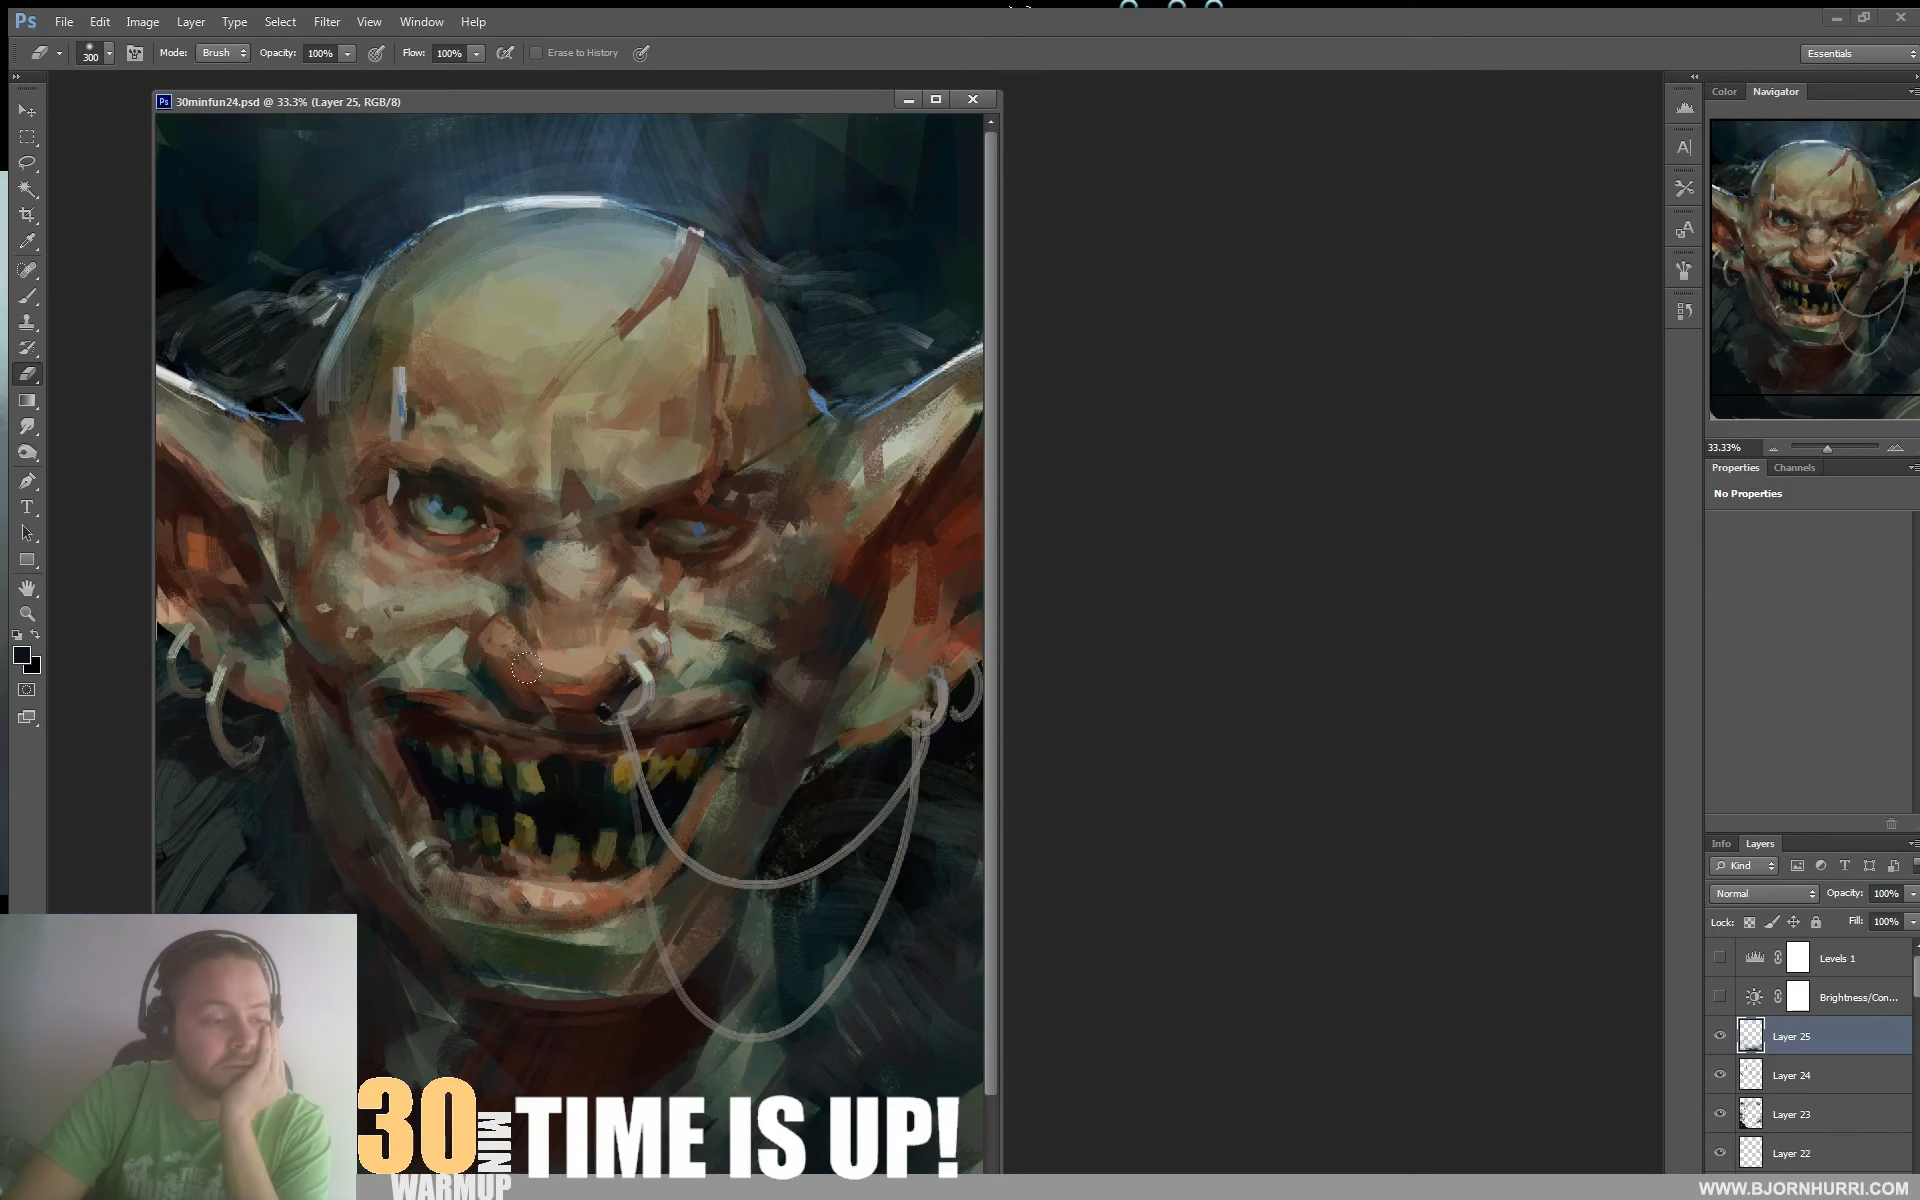 Ps File Edit Image Layer Type Select Filter View Window Help
300 Mode: Brush Opacity: 100% Flow: 100% Erase to History Essentials
Ps 30minfun24.psd @ 33.3% (Layer 25, RGB/8)
Color Navigator
33.33%
Properties Channels
No Properties
Info Layers
Kind
Normal Opacity: 100%
Lock: Fill: 100%
Levels 1
Brightness/Con...
Layer 25
Layer 24
Layer 23
Layer 22
30 MIN TIME IS UP!
WARMUP
WWW.BJORNHURRI.COM